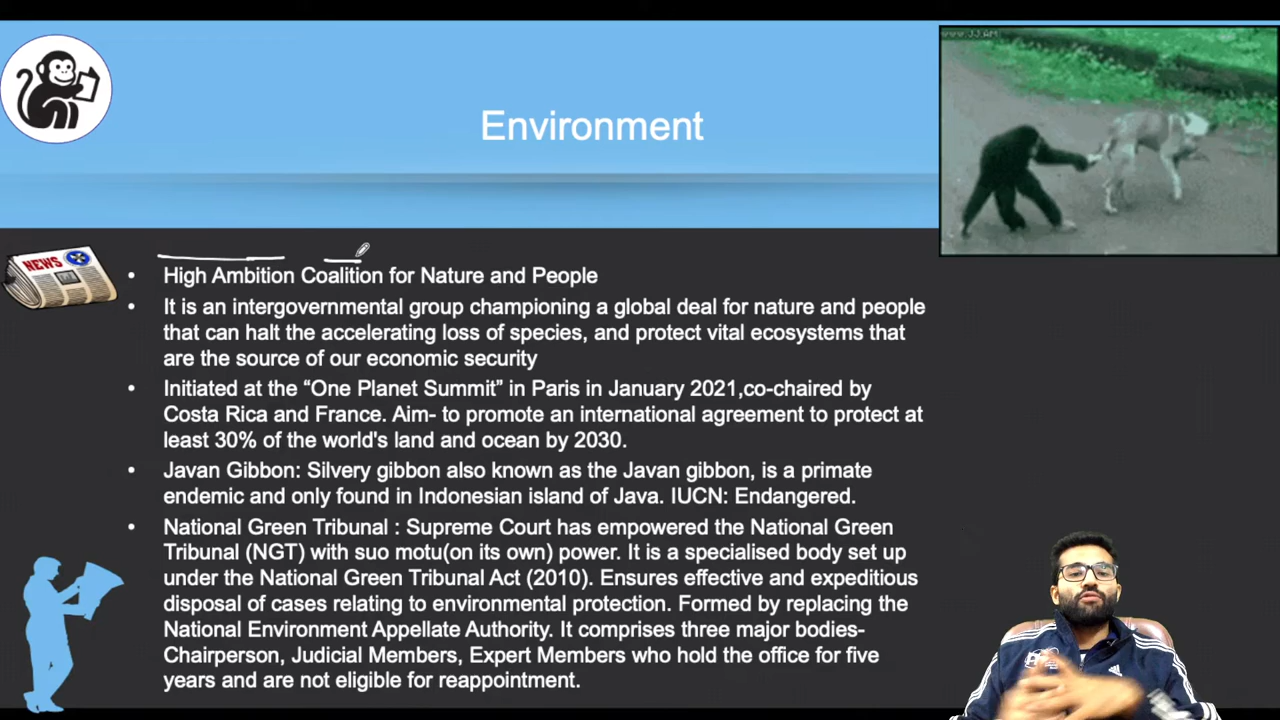 www.JJ.AM
Environment
NEWS
• High Ambition Coalition for Nature and People
• It is an intergovernmental group championing a global deal for nature and people
that can halt the accelerating loss of species, and protect vital ecosystems that
are the source of our economic security
• Initiated at the “One Planet Summit” in Paris in January 2021,co-chaired by
Costa Rica and France. Aim- to promote an international agreement to protect at
least 30% of the world's land and ocean by 2030.
• Javan Gibbon: Silvery gibbon also known as the Javan gibbon, is a primate
endemic and only found in Indonesian island of Java. IUCN: Endangered.
• National Green Tribunal : Supreme Court has empowered the National Green
Tribunal (NGT) with suo motu(on its own) power. It is a specialised body set up
under the National Green Tribunal Act (2010). Ensures effective and expeditious
disposal of cases relating to environmental protection. Formed by replacing the
National Environment Appellate Authority. It comprises three major bodies-
Chairperson, Judicial Members, Expert Members who hold the office for five
years and are not eligible for reappointment.